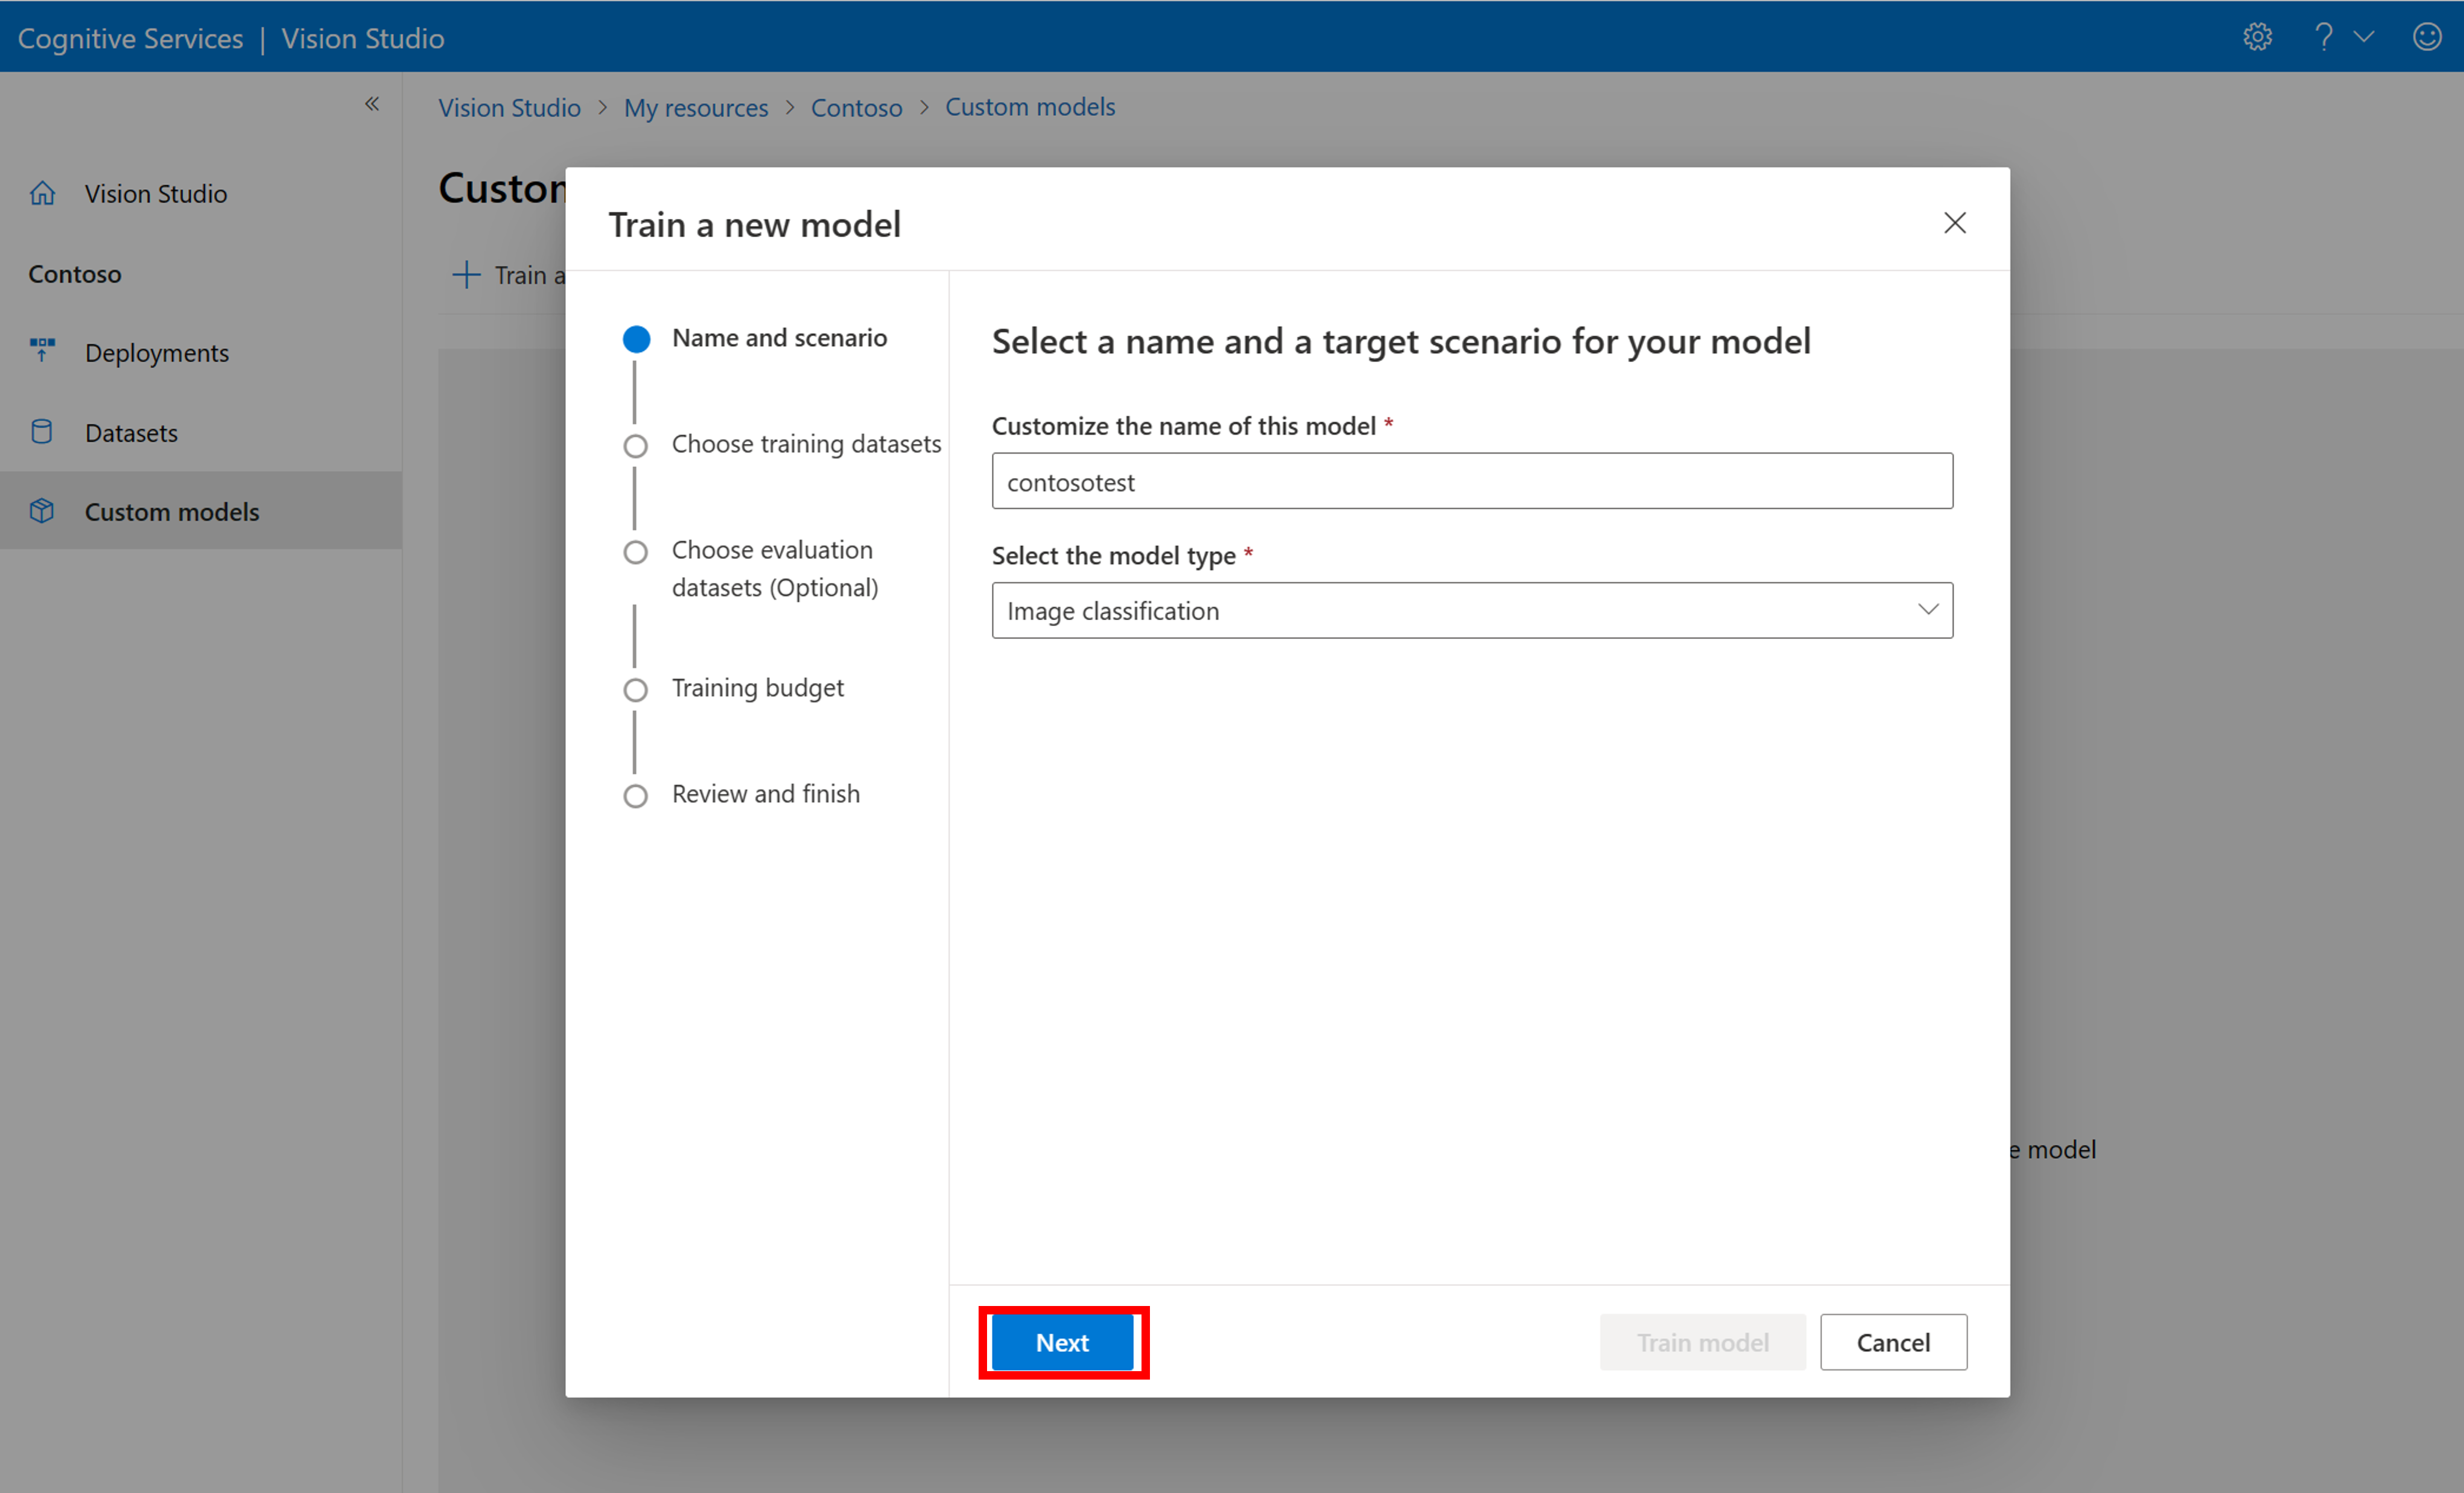 Cognitive Services | Vision Studio
Vision Studio > My resources > Contoso > Custom models
Vision Studio
Contoso
Deployments
Datasets
Custom models
Custom
Train a
Train a new model
Name and scenario
Choose training datasets
Choose evaluation
datasets (Optional)
Training budget
Review and finish
Select a name and a target scenario for your model
Customize the name of this model *
contosotest
Select the model type *
Image classification
e model
Next
Train model
Cancel